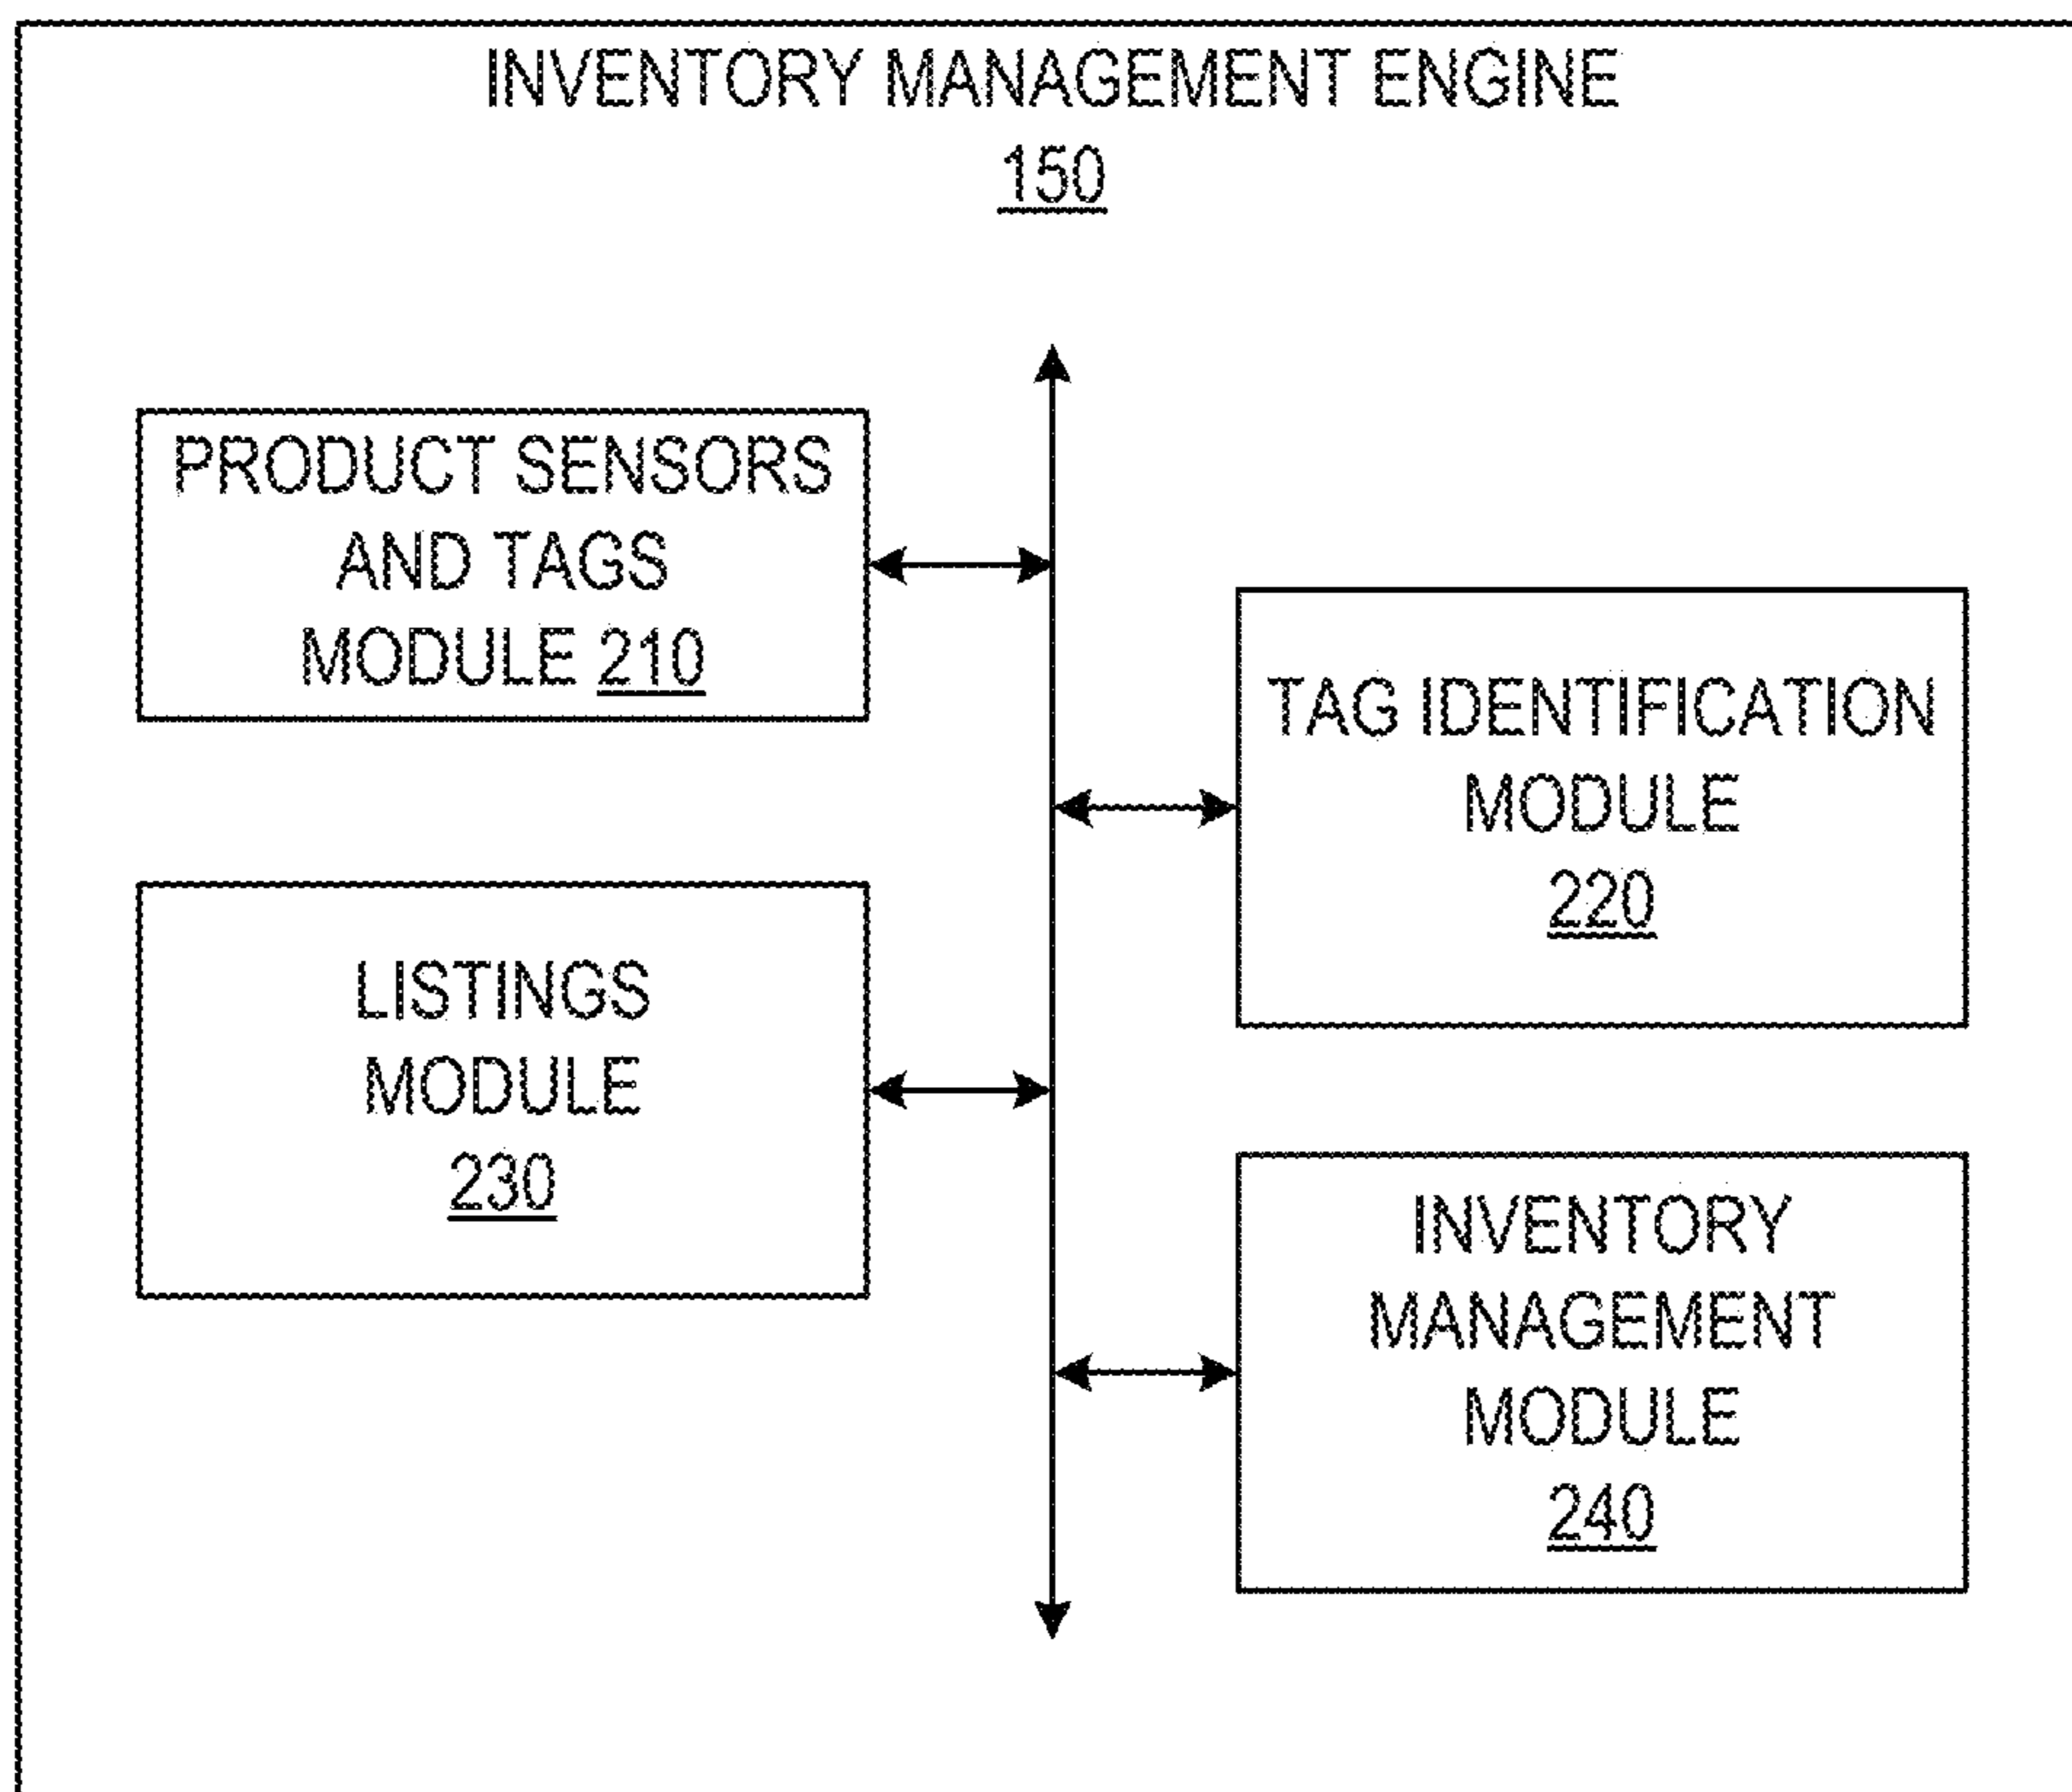 INVENTORY MANAGEMENT ENGINE
150
PRODUCT SENSORS
AND TAGS
MODULE 210
TAG IDENTIFICATION
MODULE
220
LISTINGS
MODULE
230
INVENTORY
MANAGEMENT
MODULE
240